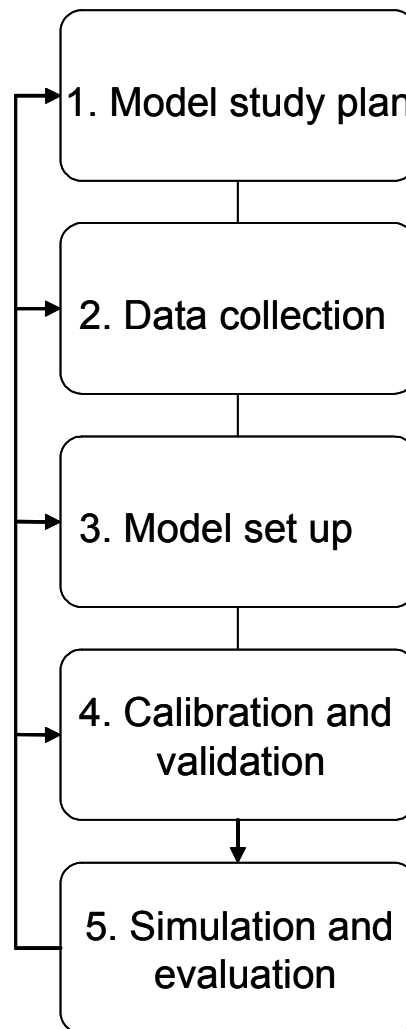 1. Model study plan
2. Data collection
3. Model set up
4. Calibration and
validation
5. Simulation and
evaluation